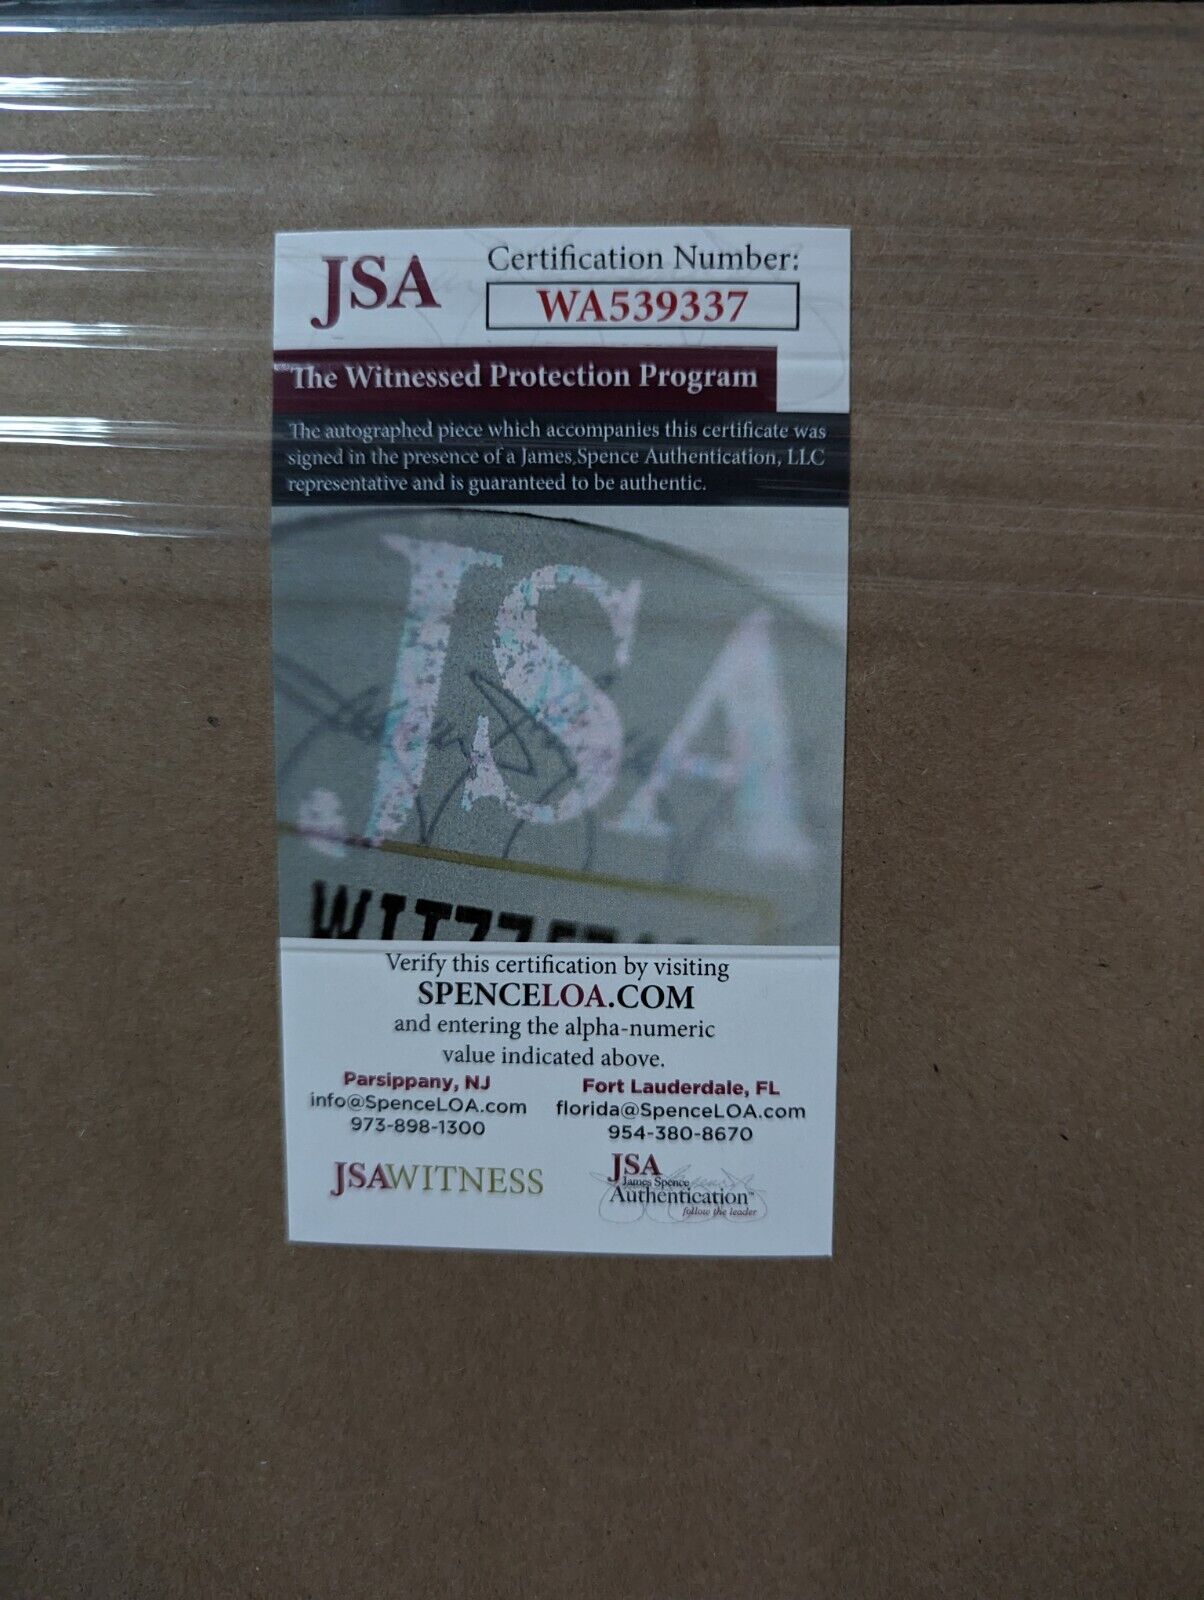 JSA
Certification Number:
WA539337
The Witnessed Protection Program
The autographed piece which accompanies this certificate was
signed in the presence of a James Spence Authentication, LLC
representative and is guaranteed to be authentic.
JSA
Verify this certification by visiting
SPENCELOA.COM
and entering the alpha-numeric
value indicated above.
Parsippany, NJ
info@SpenceLOA.com
973-898-1300
Fort Lauderdale, FL
florida@SpenceLOA.com
954-380-8670
JSAWITNESS
JSA
James Spence
Authentication™
follow the leader